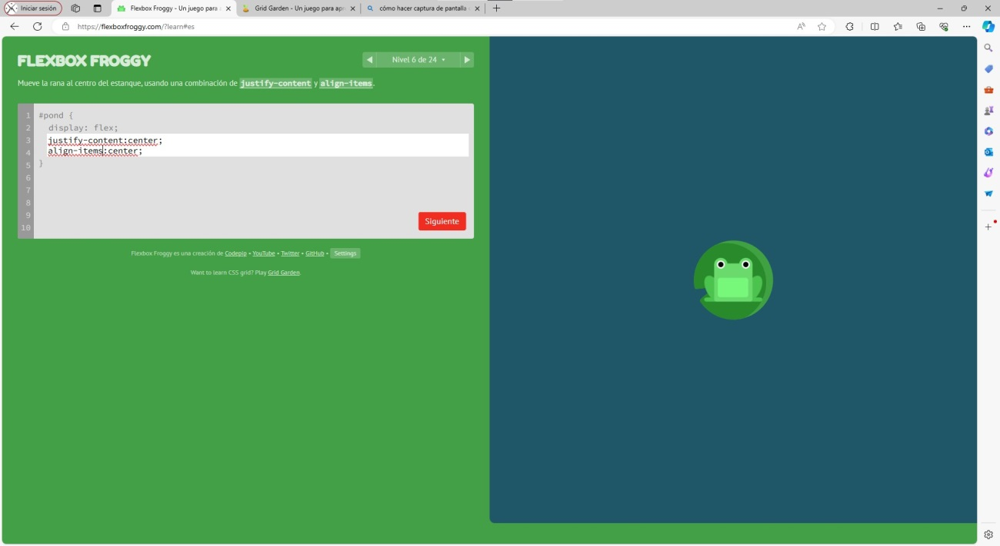 Iniciar sesión
Flexbox Froggy - Un juego para
Grid Garden - Un juego para apr
cómo hacer captura de pantalla
https://flexboxfroggy.com/?learn#es
FLEXBOX FROGGY
Nivel 6 de 24
Mueve la rana al centro del estanque, usando una combinación de justify-content y align-items.
1 #pond {
2 display: flex;
3 justify-content:center;
4 align-items:center;
5 }
6
7
8
9
10
Siguiente
Flexbox Froggy es una creación de Codepip • YouTube • Twitter • GitHub • Settings
Want to learn CSS grid? Play Grid Garden.